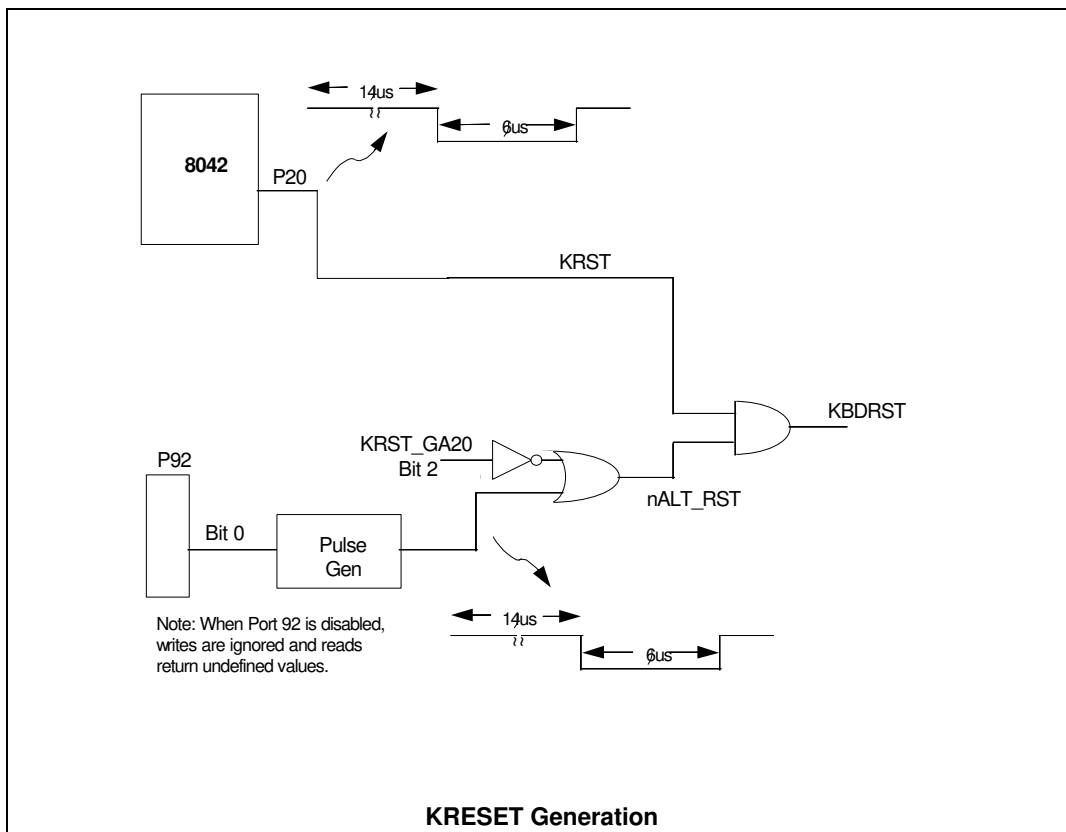 14us
6us
8042
P20
KRST
KBDRST
KRST_GA20
Bit 2
nALT_RST
P92
Bit 0
Pulse
Gen
14us
6us
Note: When Port 92 is disabled,
writes are ignored and reads
return undefined values.
KRESET Generation